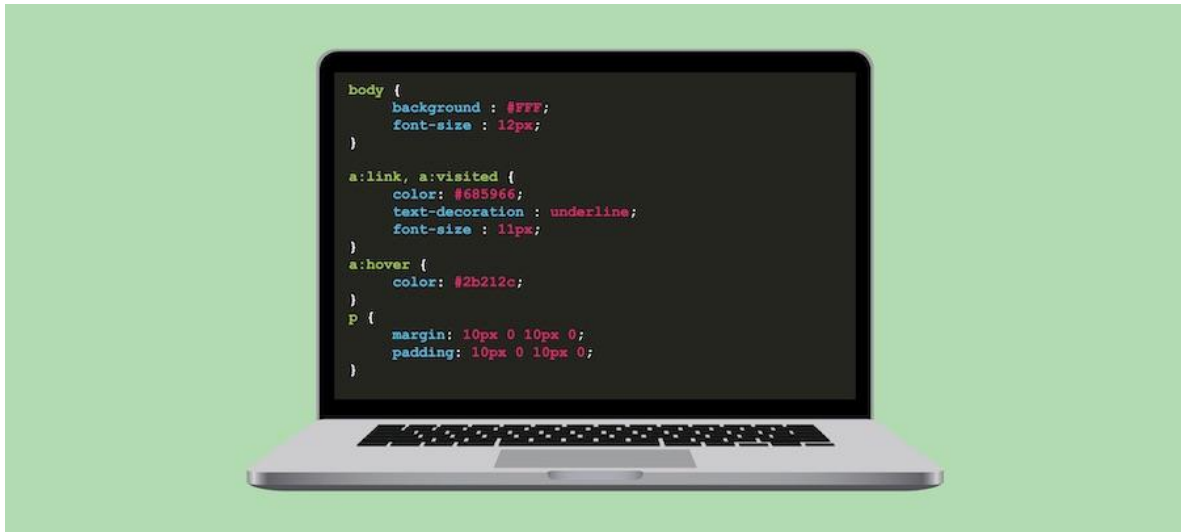 body {
background : #FFF;
font-size : 12px;
}
a:link, a:visited {
color: #685966;
text-decoration : underline;
font-size : 11px;
}
a:hover {
color: #2b212c;
}
p {
margin: 10px 0 10px 0;
padding: 10px 0 10px 0;
}